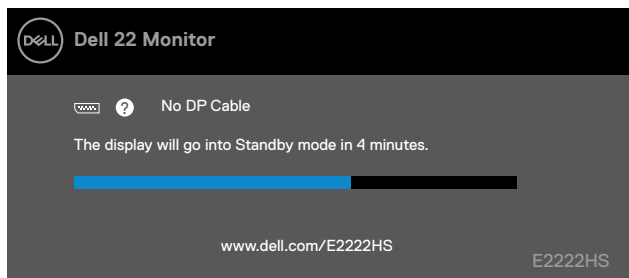 DELL
Dell 22 Monitor
? No DP Cable
The display will go into Standby mode in 4 minutes.
www.dell.com/E2222HS
E2222HS